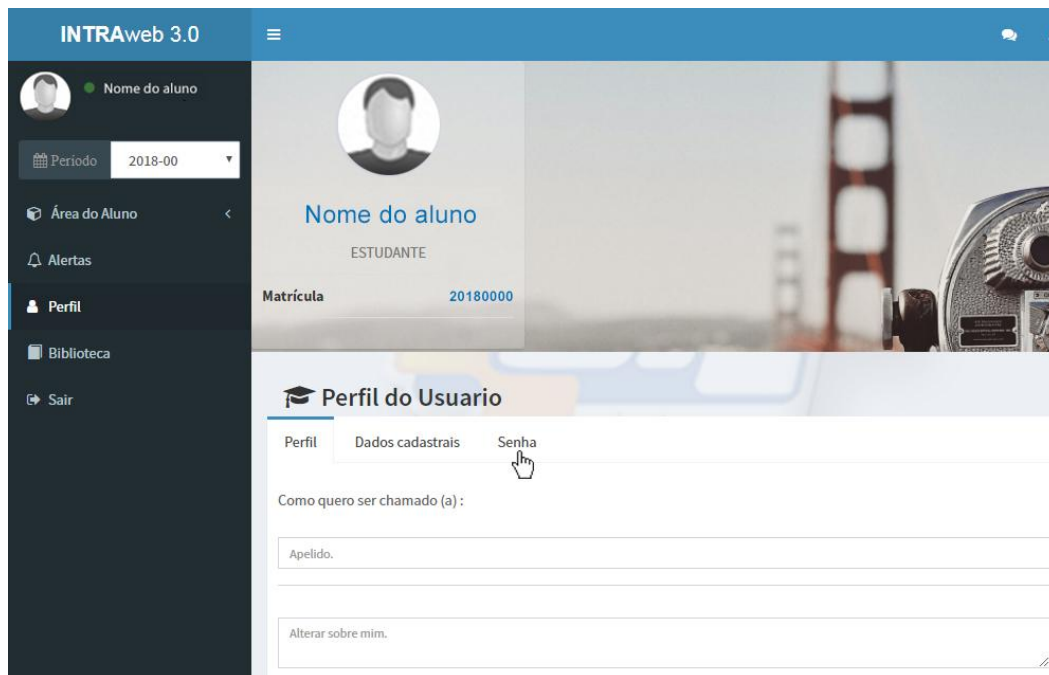 INTRAweb 3.0
Nome do aluno
Período 2018-00
Área do Aluno
Alertas
Perfil
Biblioteca
Sair
Nome do aluno
ESTUDANTE
Matrícula 20180000
Perfil do Usuario
Perfil Dados cadastrais Senha
Como quero ser chamado (a) :
Apelido.
Alterar sobre mim.